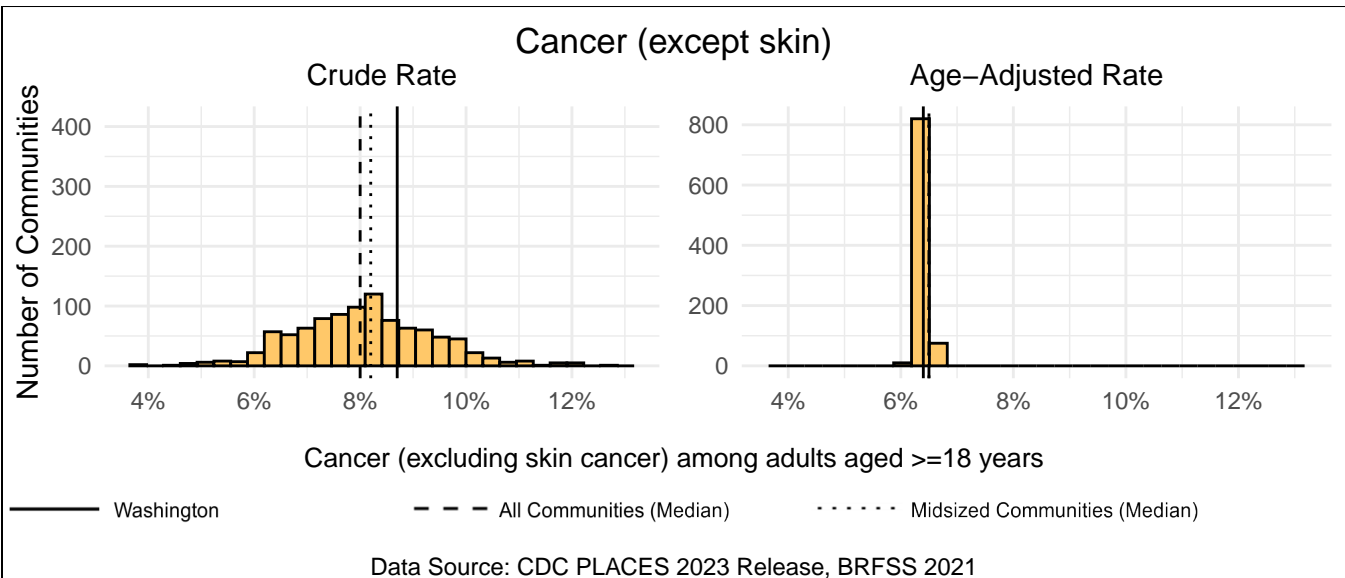 Cancer (except skin)
Crude Rate
Age−Adjusted Rate
Number of Communities
400
300
200
100
0
4%
6%
8%
10%
12%
800
600
400
200
0
4%
6%
8%
10%
12%
Cancer (excluding skin cancer) among adults aged >=18 years
Washington
All Communities (Median)
Midsized Communities (Median)
Data Source: CDC PLACES 2023 Release, BRFSS 2021